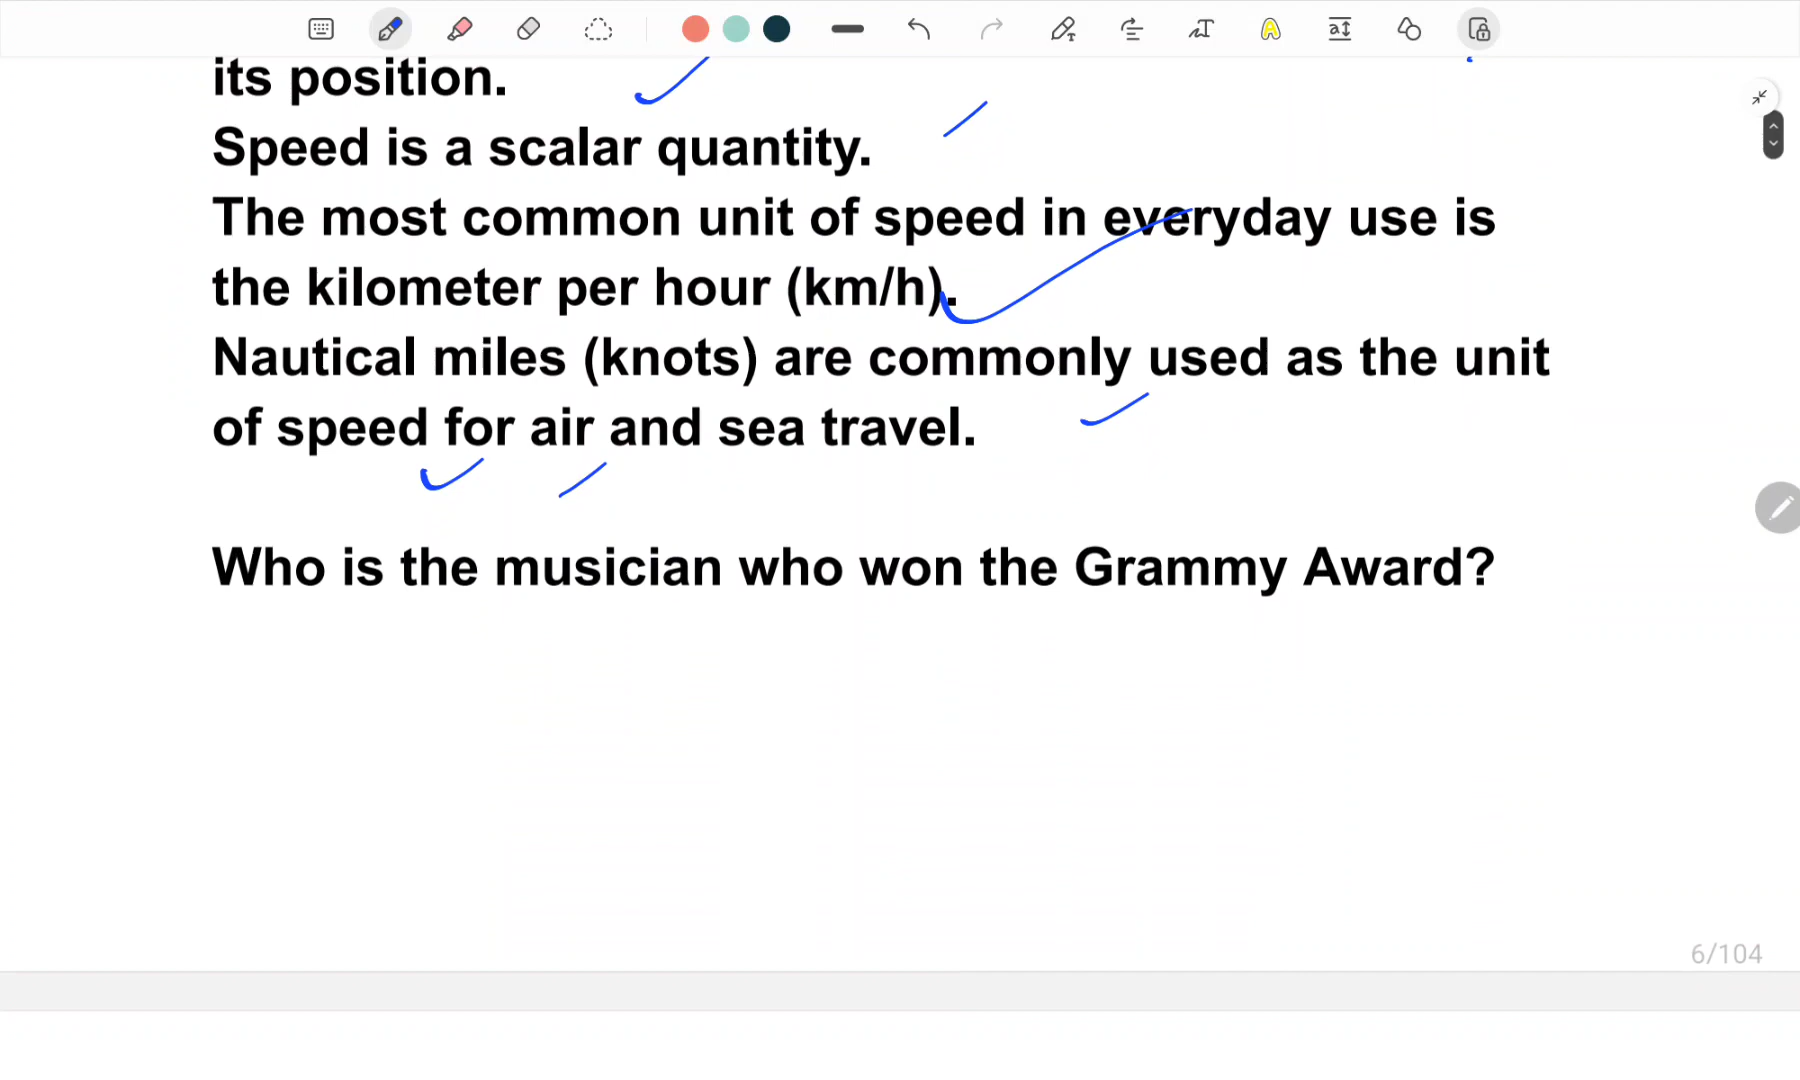 its position.
Speed is a scalar quantity.
The most common unit of speed in everyday use is
the kilometer per hour (km/h).
Nautical miles (knots) are commonly used as the unit
of speed for air and sea travel.
Who is the musician who won the Grammy Award?
6/104